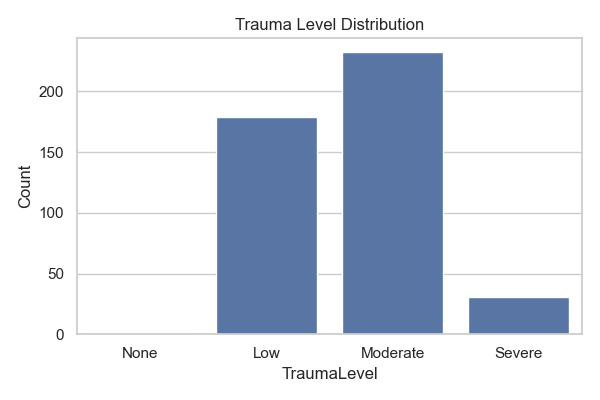 Trauma Level Distribution
Count
200
150
100
50
0
None Low Moderate Severe
TraumaLevel